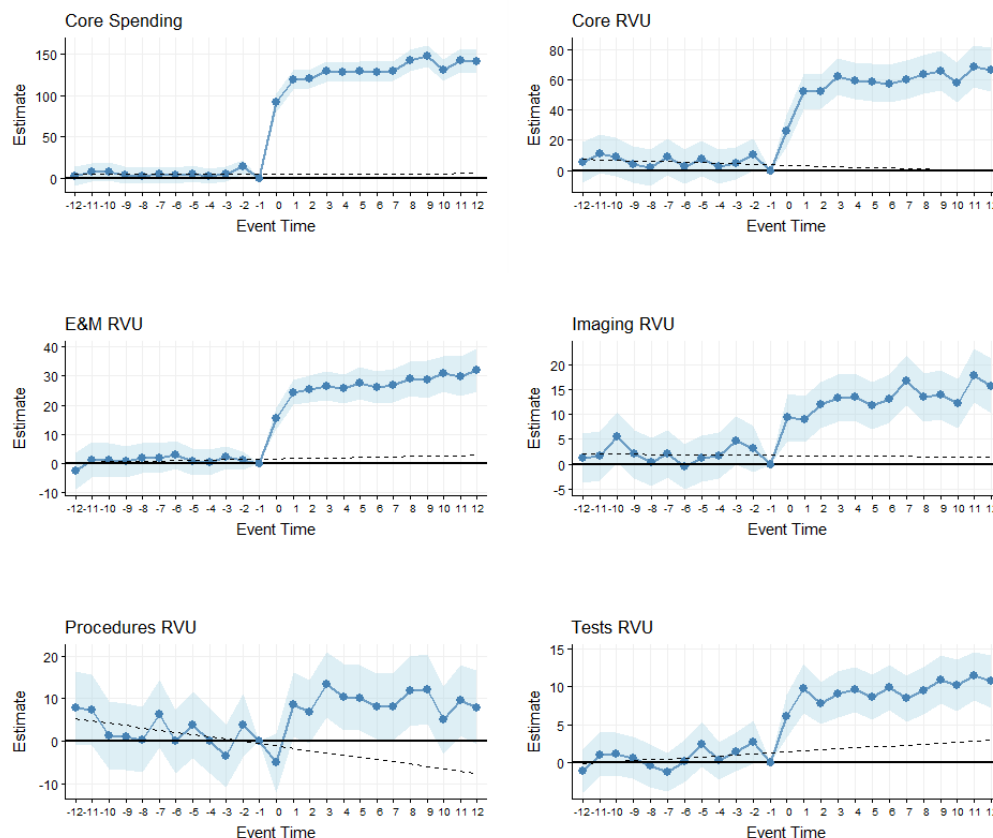 Core Spending
150
100
50
0
Estimate
-12 -11 -10 -9 -8 -7 -6 -5 -4 -3 -2 -1 0 1 2 3 4 5 6 7 8 9 10 11 12
Event Time
Core RVU
80
60
40
20
0
Estimate
-12 -11 -10 -9 -8 -7 -6 -5 -4 -3 -2 -1 0 1 2 3 4 5 6 7 8 9 10 11 12
Event Time
E&M RVU
40
30
20
10
0
-10
Estimate
-12 -11 -10 -9 -8 -7 -6 -5 -4 -3 -2 -1 0 1 2 3 4 5 6 7 8 9 10 11 12
Event Time
Imaging RVU
20
15
10
5
0
-5
Estimate
-12 -11 -10 -9 -8 -7 -6 -5 -4 -3 -2 -1 0 1 2 3 4 5 6 7 8 9 10 11 12
Event Time
Procedures RVU
20
10
0
-10
Estimate
-12 -11 -10 -9 -8 -7 -6 -5 -4 -3 -2 -1 0 1 2 3 4 5 6 7 8 9 10 11 12
Event Time
Tests RVU
15
10
5
0
Estimate
-12 -11 -10 -9 -8 -7 -6 -5 -4 -3 -2 -1 0 1 2 3 4 5 6 7 8 9 10 11 12
Event Time